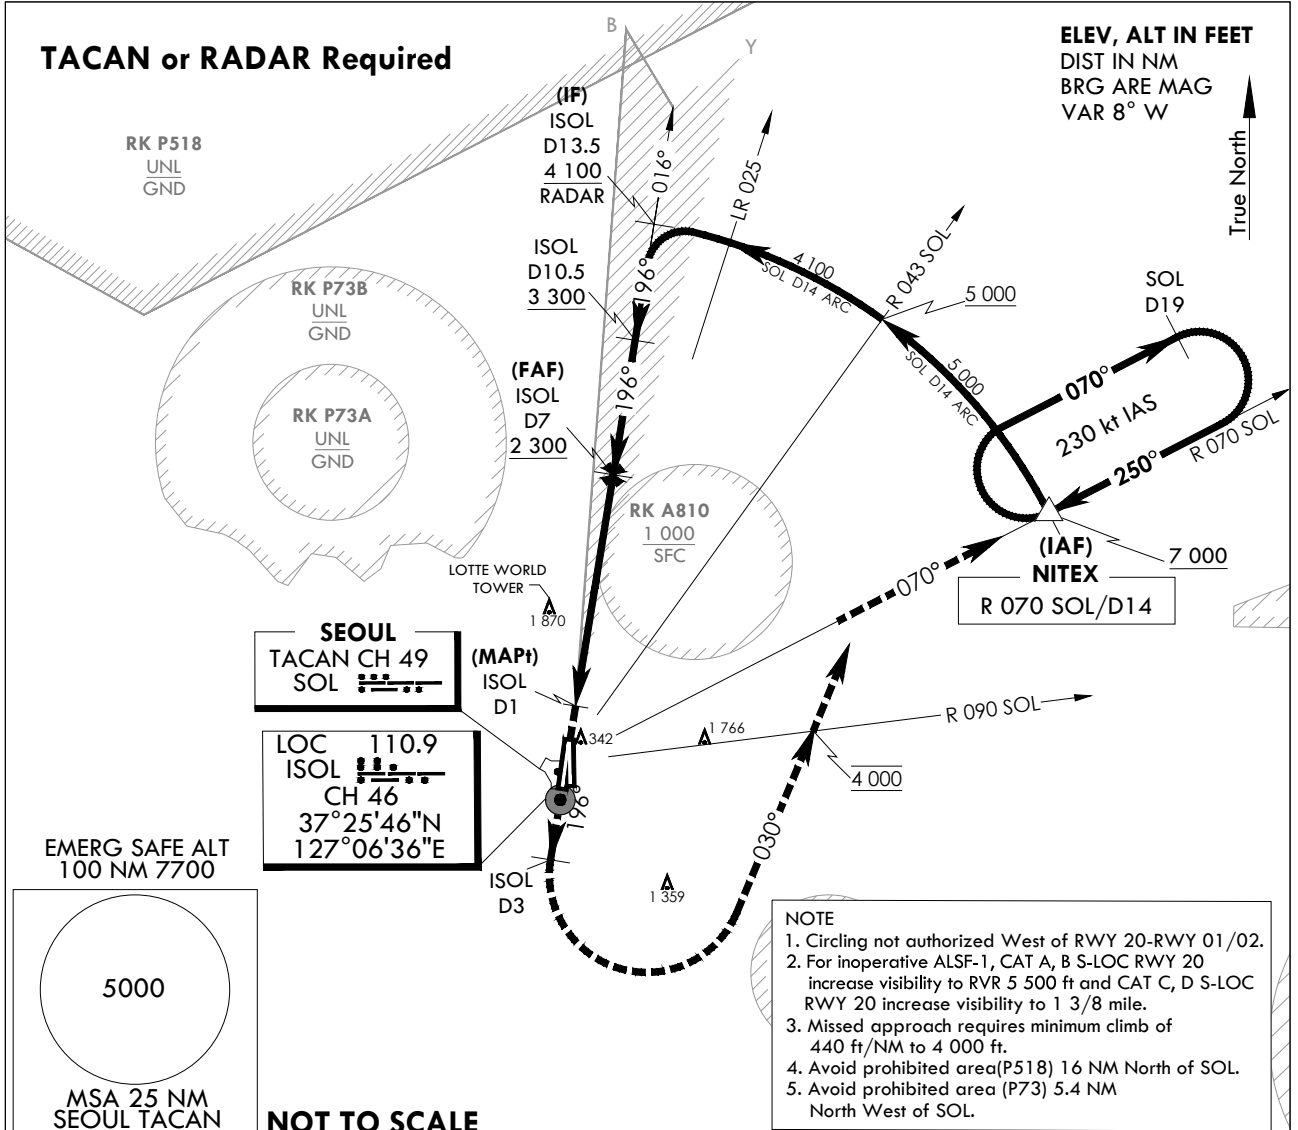 TACAN or RADAR Required
ELEV, ALT IN FEET
DIST IN NM
BRG ARE MAG
VAR 8° W
True North
B
Y
RK P518
UNL
GND
(IF)
ISOL
D13.5
4 100
RADAR
016°
LR 025
R 043 SOL
4 100
SOL D14 ARC
5 000
5 000
SOL D14 ARC
SOL
D19
070°
230 kt IAS
250°
R 070 SOL
ISOL
D10.5
3 300
196°
196°
RK P73B
UNL
GND
RK P73A
UNL
GND
(FAF)
ISOL
D7
2 300
RK A810
1 000
SFC
(IAF)
NITEX
R 070 SOL/D14
7 000
070°
LOTTE WORLD
TOWER
1 870
SEOUL
TACAN CH 49
SOL
(MAPt)
ISOL
D1
LOC 110.9
ISOL
CH 46
37°25'46"N
127°06'36"E
342
1 766
R 090 SOL
4 000
196°
030°
ISOL
D3
1 359
EMERG SAFE ALT
100 NM 7700
5000
MSA 25 NM
SEOUL TACAN
NOT TO SCALE
NOTE
1. Circling not authorized West of RWY 20-RWY 01/02.
2. For inoperative ALSF-1, CAT A, B S-LOC RWY 20
increase visibility to RVR 5 500 ft and CAT C, D S-LOC
RWY 20 increase visibility to 1 3/8 mile.
3. Missed approach requires minimum climb of
440 ft/NM to 4 000 ft.
4. Avoid prohibited area(P518) 16 NM North of SOL.
5. Avoid prohibited area (P73) 5.4 NM
North West of SOL.